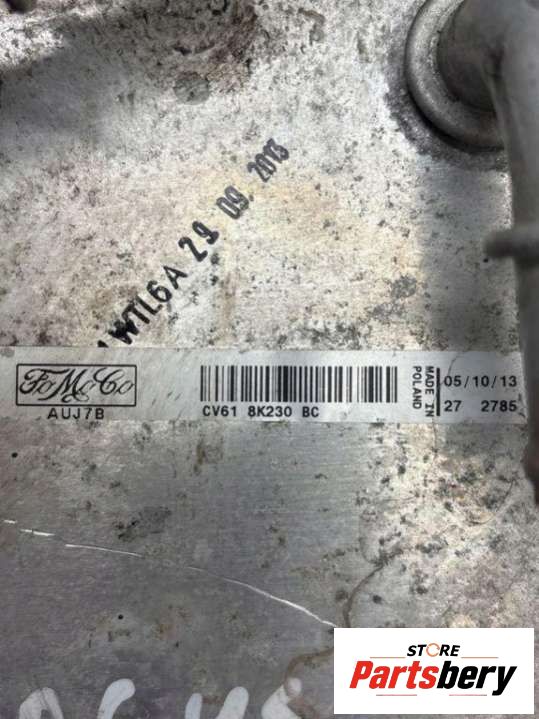 WTL6A 29 09. 2013
FoMoCo
AUJ7B
CV61 8K230 BC
MADE IN
POLAND
05/10/13
27 2785
STORE
Partsbery